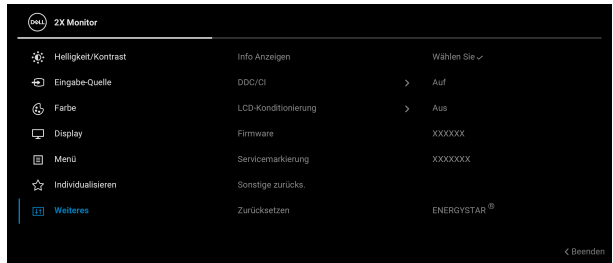 DELL 2X Monitor
Helligkeit/Kontrast Info Anzeigen Wählen Sie
Eingabe-Quelle DDC/CI > Auf
Farbe LCD-Konditionierung > Aus
Display Firmware XXXXXX
Menü Servicemarkierung XXXXXXX
Individualisieren Sonstige zurücks.
Weiteres Zurücksetzen ENERGYSTAR ®
< Beenden